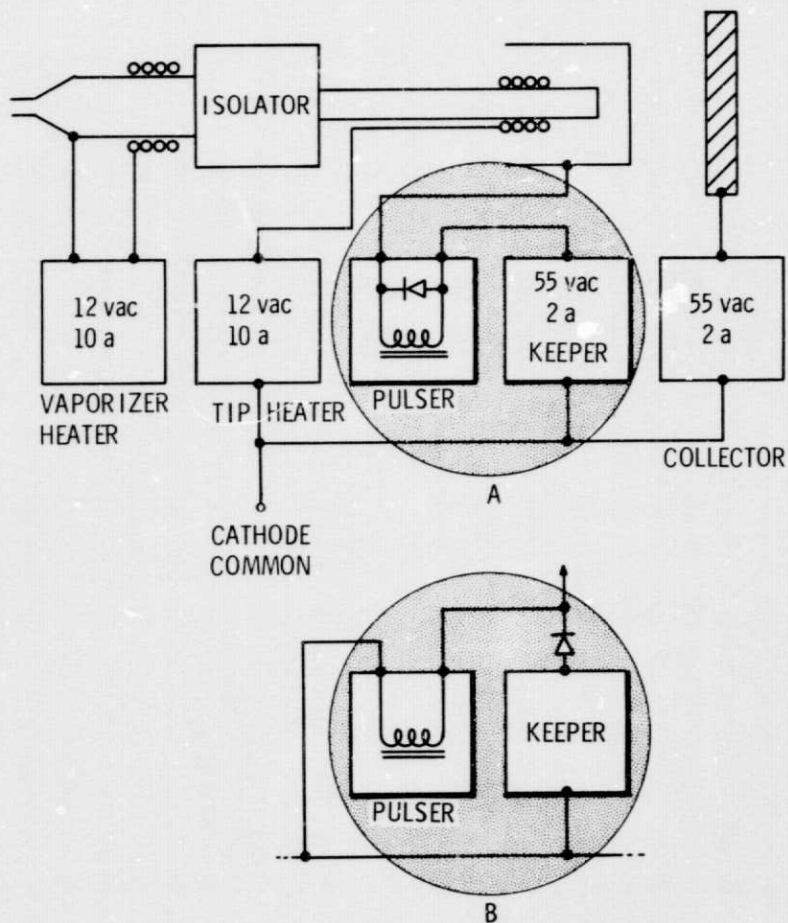 ISOLATOR
12 vac
10 a
VAPORIZER
HEATER
12 vac
10 a
TIP HEATER
PULSER
55 vac
2 a
KEEPER
55 vac
2 a
COLLECTOR
A
CATHODE
COMMON
KEEPER
PULSER
B